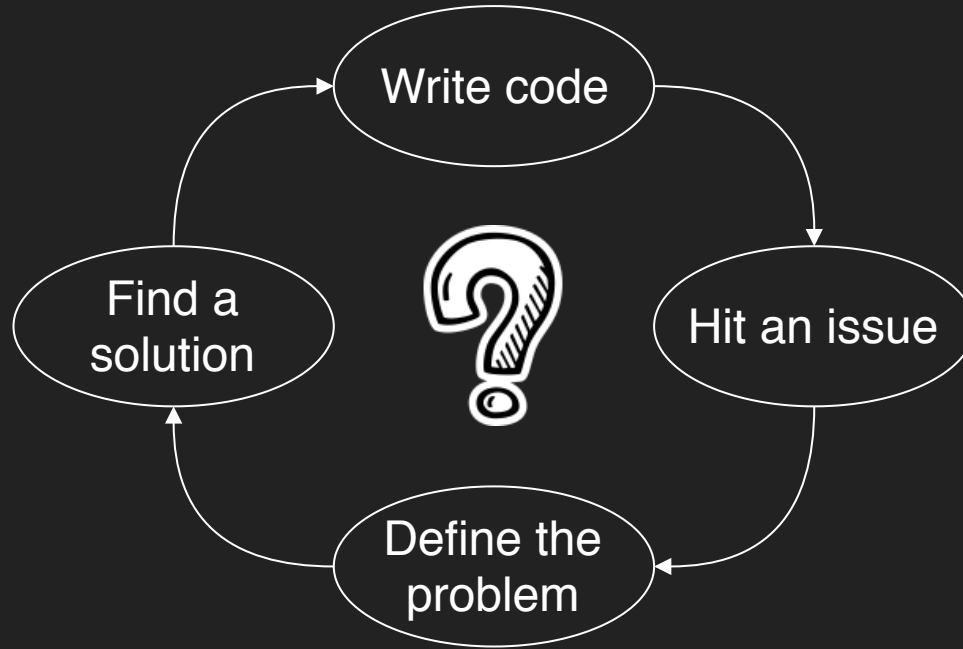 Write code
Hit an issue
Define the
problem
Find a
solution
?